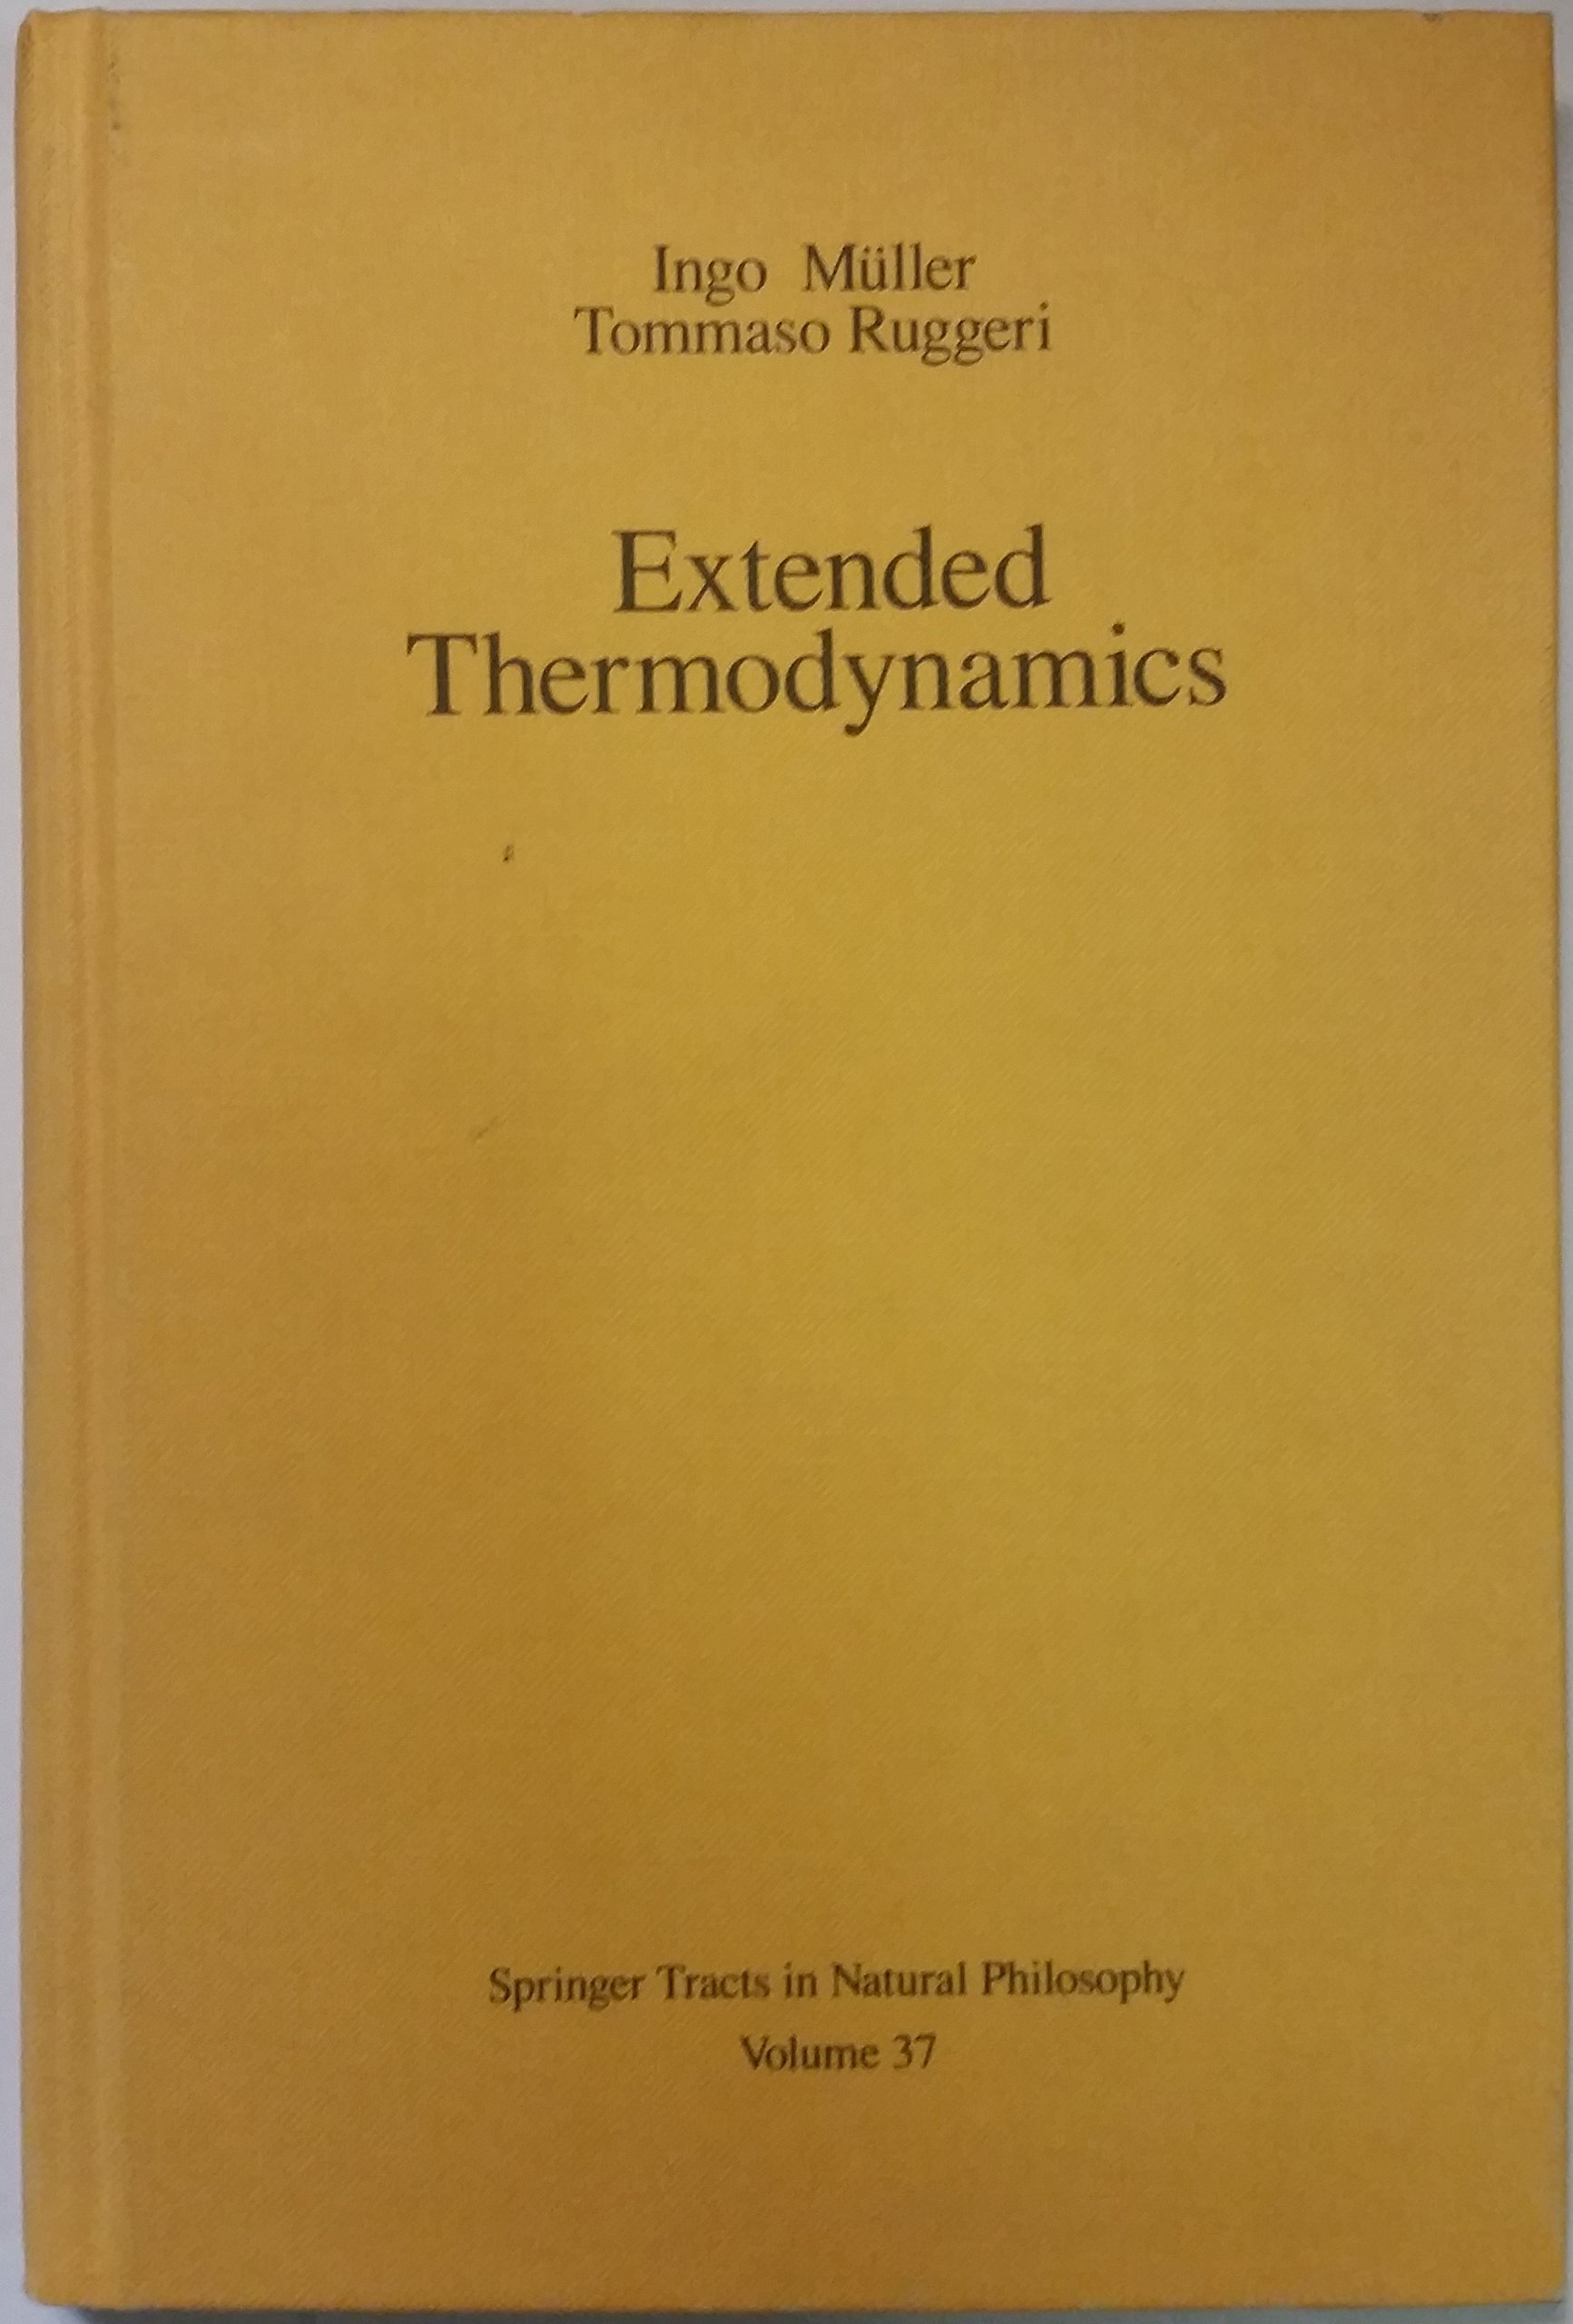 Ingo Müller
Tommaso Ruggeri
Extended
Thermodynamics
Springer Tracts in Natural Philosophy
Volume 37